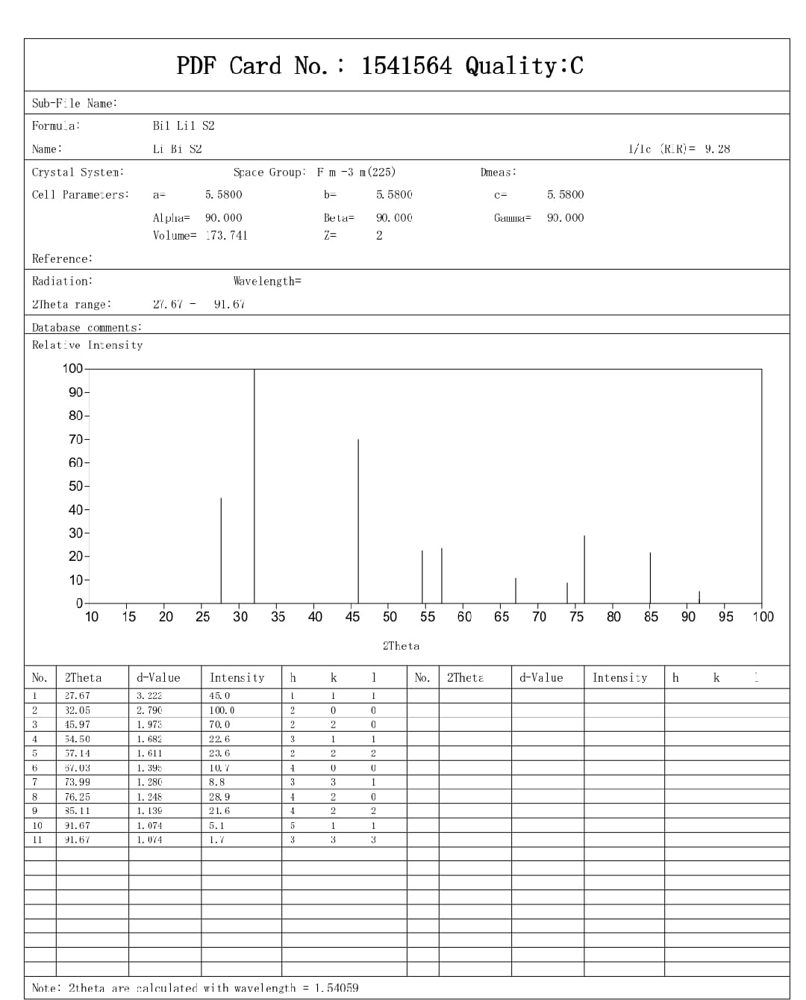 PDF Card No.: 1541564 Quality:C
Sub-File Name:
Formula: Bi1 Li1 S2
Name: Li Bi S2 I/Ic (RIR)= 9.28
Crystal System: Space Group: F m -3 m(225) Dmeas:
Cell Parameters: a= 5.5800 b= 5.5800 c= 5.5800
Alpha= 90.000 Beta= 90.000 Gamma= 90.000
Volume= 173.741 Z= 2
Reference:
Radiation: Wavelength=
2Theta range: 27.67 - 91.67
Database comments:
Relative Intensity
100
90
80
70
60
50
40
30
20
10
0
10 15 20 25 30 35 40 45 50 55 60 65 70 75 80 85 90 95 100
2Theta
No. 2Theta d-Value Intensity h k l No. 2Theta d-Value Intensity h k l
1 27.67 3.222 45.0 1 1 1
2 32.05 2.790 100.0 2 0 0
3 45.97 1.973 70.0 2 2 0
4 54.50 1.682 22.6 3 1 1
5 57.14 1.611 23.6 2 2 2
6 67.03 1.395 10.7 4 0 0
7 73.99 1.280 8.8 3 3 1
8 76.25 1.248 28.9 4 2 0
9 85.11 1.139 21.6 4 2 2
10 91.67 1.074 5.1 5 1 1
11 91.67 1.074 1.7 3 3 3
Note: 2theta are calculated with wavelength = 1.54059